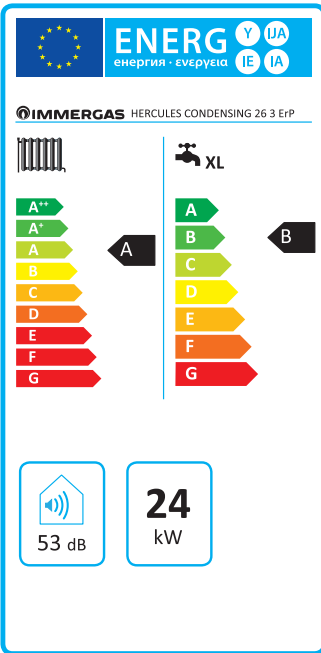 ENERG Y IJA
енергия · ενεργεια IE IA
IMMERGAS HERCULES CONDENSING 26 3 ErP
XL
A++
A+
A
B
C
D
E
F
G
A
A
B
C
D
E
F
G
B
53 dB
24
kW